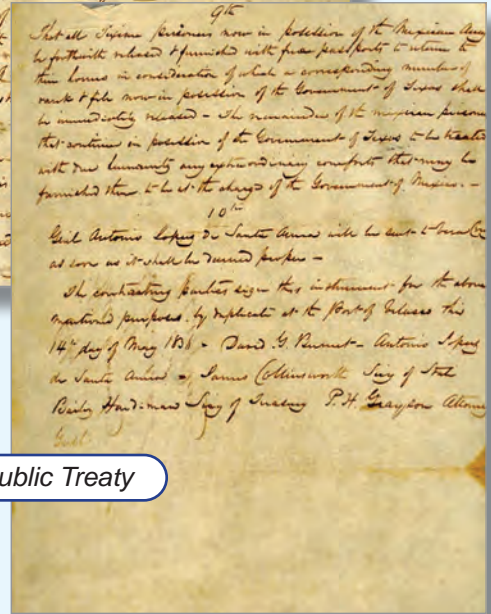 9th
That all Texian prisoners now in possession of the Mexican Army
be forthwith released & furnished with free passports to return to
their homes in consideration of which a corresponding number of
rank & file now in possession of the Government of Texas shall
be immediately released - The remainder of the mexican prisoners
that continue in possession of the Government of Texas to be treated
with due humanity any extraordinary comforts that may be
furnished them to be at the charge of the Government of Mexico. -
10th
Genl Antonio Lopez de Santa Anna will be sent to Vera Cruz
as soon as it shall be deemed proper -
The contracting parties sign this instrument for the above
mentioned purposes, by duplicate at the Port of Velasco this
14th day of May 1836 - David G. Burnet - Antonio Lopez
de Santa Anna - James Collinsworth Secy of State
Bailey Hardiman Secy of Treasury P. H. Grayson Attorney
Genl
ublic Treaty